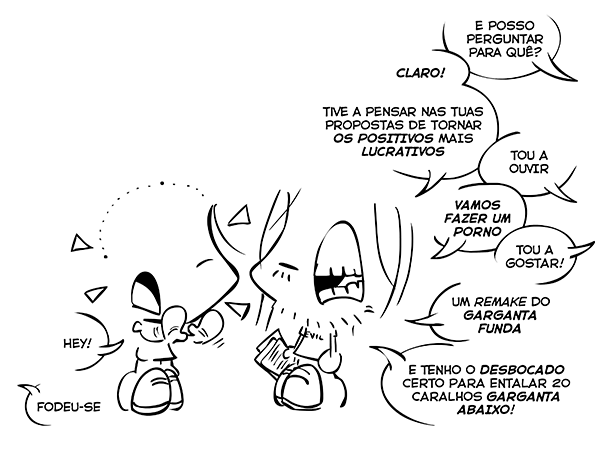 E POSSO
PERGUNTAR
PARA QUÊ?
CLARO!
TIVE A PENSAR NAS TUAS
PROPOSTAS DE TORNAR
OS POSITIVOS MAIS
LUCRATIVOS
TOU A
OUVIR
VAMOS
FAZER UM
PORNO
TOU A
GOSTAR!
UM REMAKE DO
GARGANTA
FUNDA
E TENHO O DESBOCADO
CERTO PARA ENTALAR 20
CARALHOS GARGANTA
ABAIXO!
HEY!
FODEU-SE
EVIL